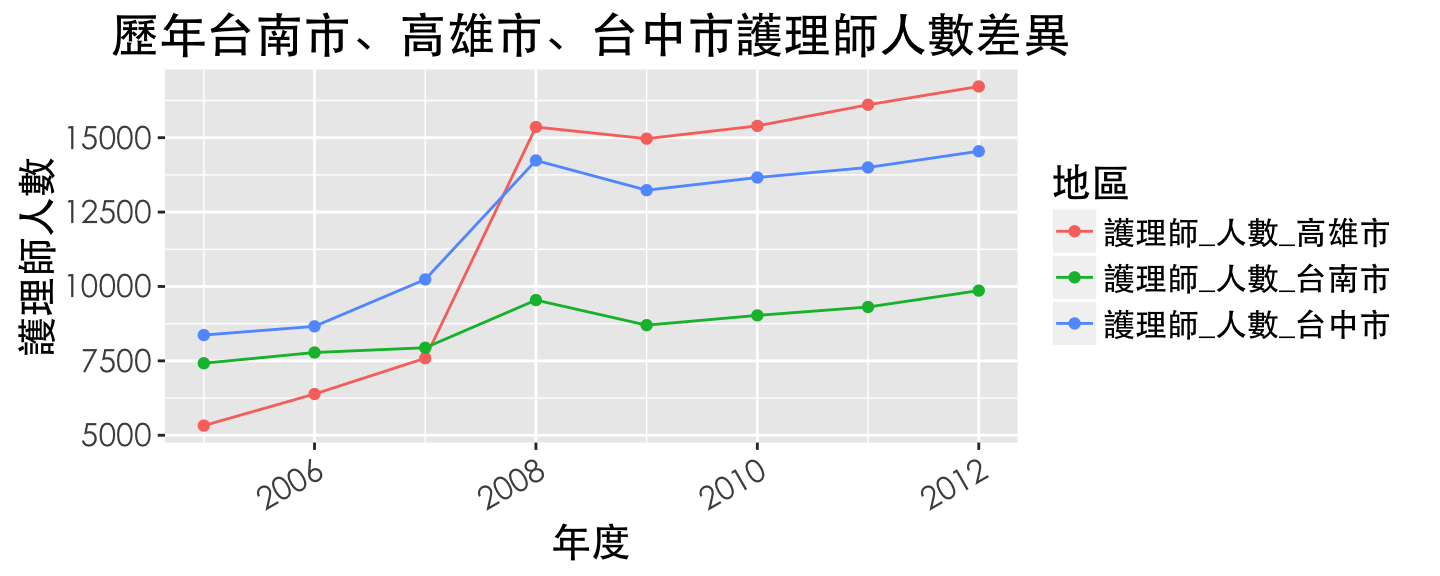 歷年台南市、高雄市、台中市護理師人數差異
護理師人數
15000
12500
10000
7500
5000
2006
2008
2010
2012
年度
地區
護理師_人數_高雄市
護理師_人數_台南市
護理師_人數_台中市